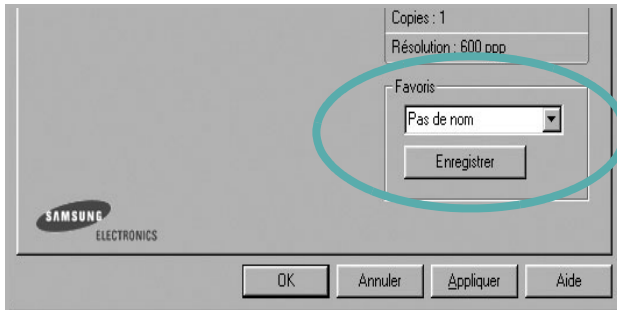 Copies : 1
Résolution : 600 ppp
Favoris
Pas de nom
Enregistrer
SAMSUNG
ELECTRONICS
OK Annuler Appliquer Aide